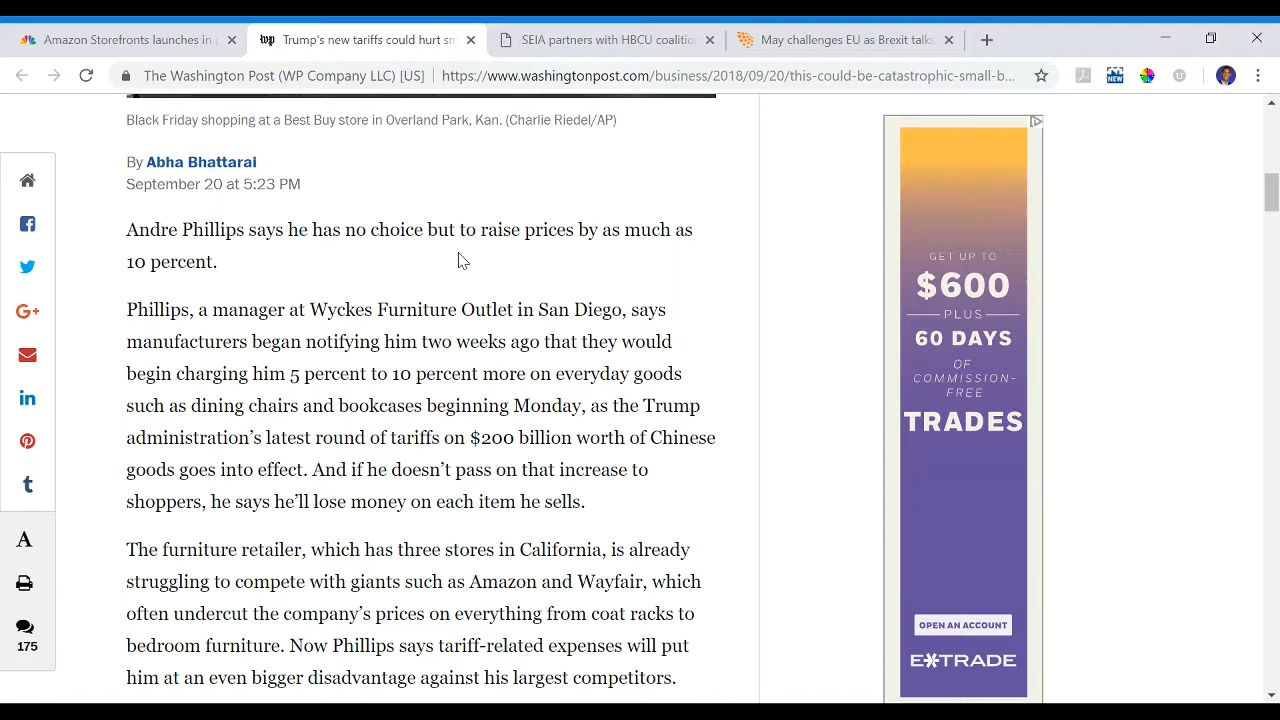 Amazon Storefronts launches in
Trump's new tariffs could hurt sm
SEIA partners with HBCU coalition
May challenges EU as Brexit talks
The Washington Post (WP Company LLC) [US]
https://www.washingtonpost.com/business/2018/09/20/this-could-be-catastrophic-small-b...
NEW
Black Friday shopping at a Best Buy store in Overland Park, Kan. (Charlie Riedel/AP)
By Abha Bhattarai
September 20 at 5:23 PM
Andre Phillips says he has no choice but to raise prices by as much as
10 percent.
Phillips, a manager at Wyckes Furniture Outlet in San Diego, says
manufacturers began notifying him two weeks ago that they would
begin charging him 5 percent to 10 percent more on everyday goods
such as dining chairs and bookcases beginning Monday, as the Trump
administration’s latest round of tariffs on $200 billion worth of Chinese
goods goes into effect. And if he doesn’t pass on that increase to
shoppers, he says he’ll lose money on each item he sells.
The furniture retailer, which has three stores in California, is already
struggling to compete with giants such as Amazon and Wayfair, which
often undercut the company’s prices on everything from coat racks to
bedroom furniture. Now Phillips says tariff-related expenses will put
him at an even bigger disadvantage against his largest competitors.
A
175
GET UP TO
$600
PLUS
60 DAYS
OF
COMMISSION-
FREE
TRADES
OPEN AN ACCOUNT
E*TRADE